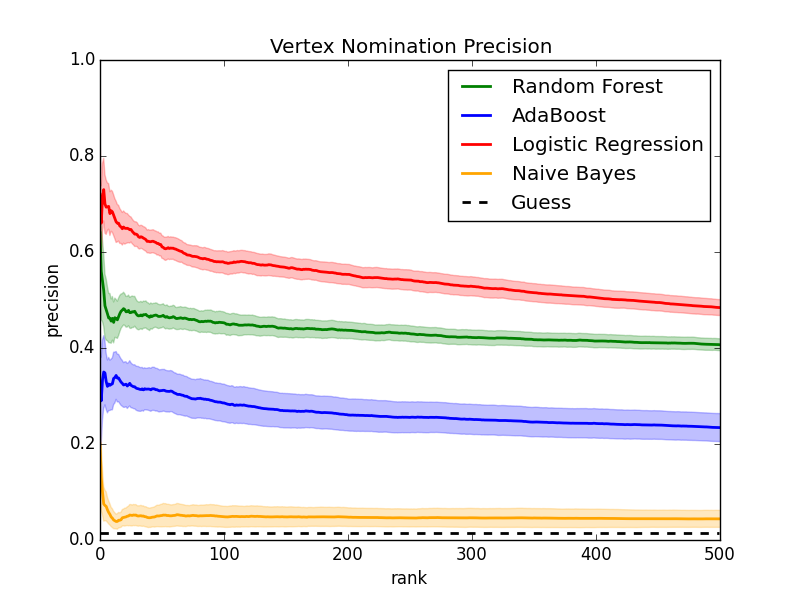 Vertex Nomination Precision
1.0
0.8
0.6
0.4
0.2
0.0
precision
Random Forest
AdaBoost
Logistic Regression
Naive Bayes
Guess
0 100 200 300 400 500
rank